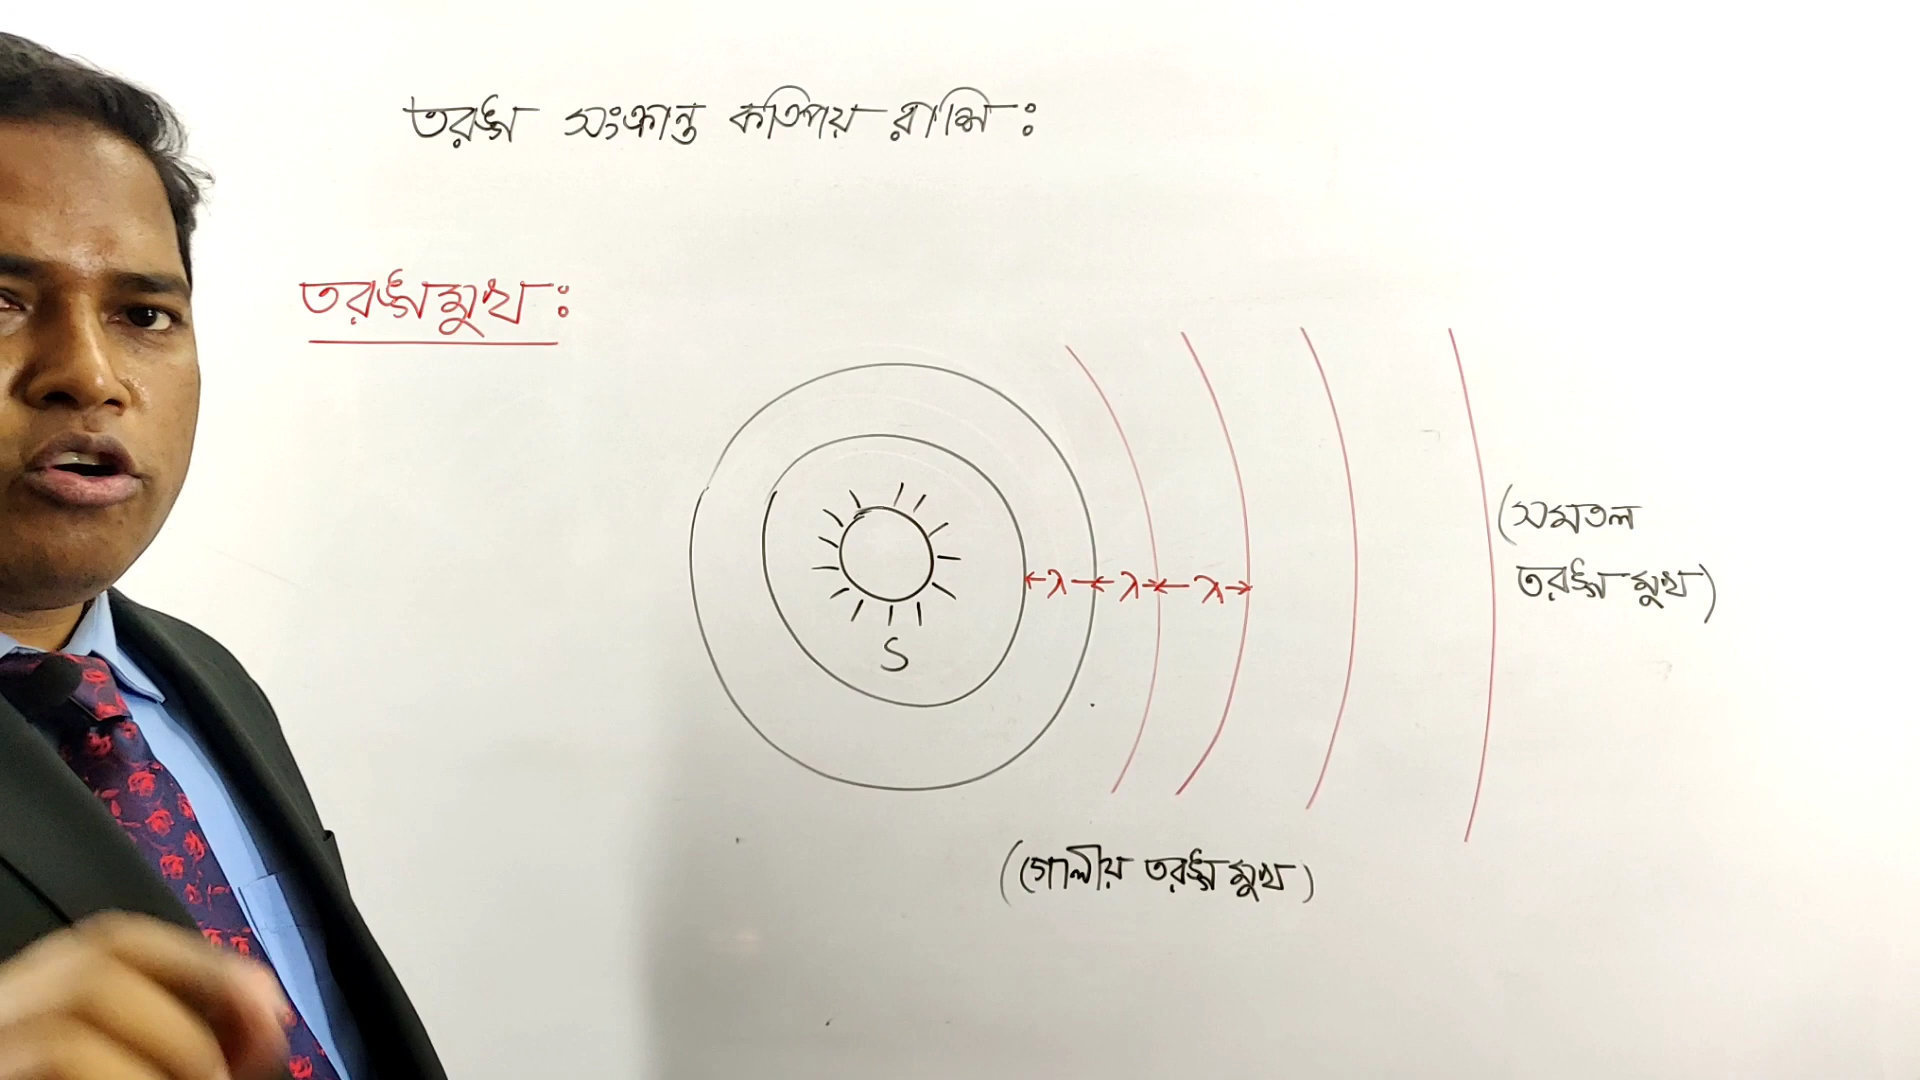 তরঙ্গ সংক্রান্ত কতিপয় রাশি :
তরঙ্গমুখ :
S
λ λ λ
(সমতল
তরঙ্গ মুখ)
(গোলীয় তরঙ্গ মুখ)